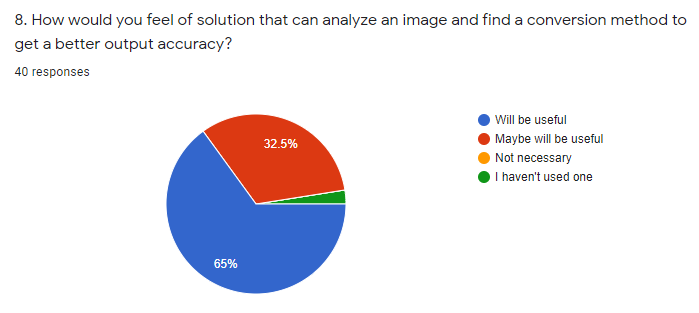 8. How would you feel of solution that can analyze an image and find a conversion method to
get a better output accuracy?
40 responses
32.5%
65%
Will be useful
Maybe will be useful
Not necessary
I haven't used one